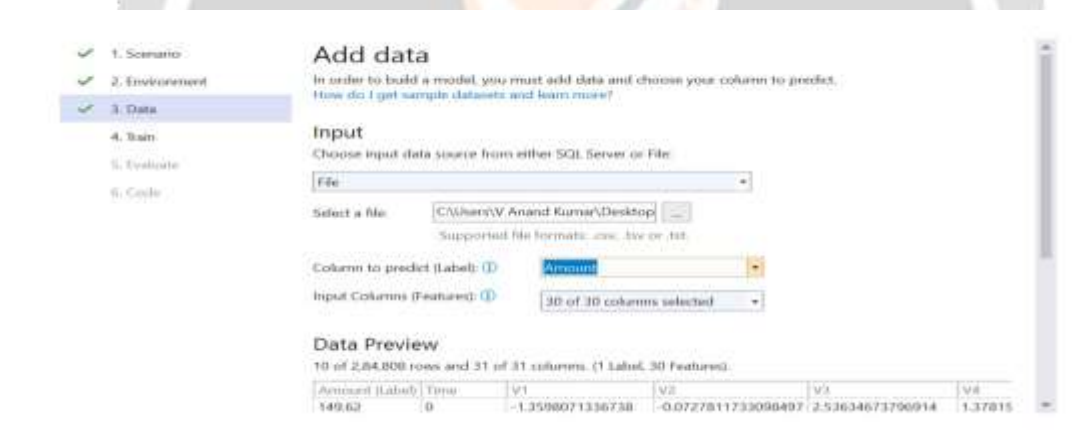 1. Scenario
2. Environment
3. Data
4. Train
5. Evaluate
6. Code
Add data
In order to build a model, you must add data and choose your column to predict.
How do I get sample datasets and learn more?
Input
Choose input data source from either SQL Server or File:
File
Select a file: C:\Users\V Anand Kumar\Desktop ...
Supported file formats: .csv, .tsv or .txt.
Column to predict (Label): Amount
Input Columns (Features): 30 of 30 columns selected
Data Preview
10 of 2,84,808 rows and 31 of 31 columns. (1 Label, 30 Features).
Amount (Label) Time V1 V2 V3 V4
149.62 0 -1.3598071336738 -0.0727811733098497 2.53634673796914 1.37815